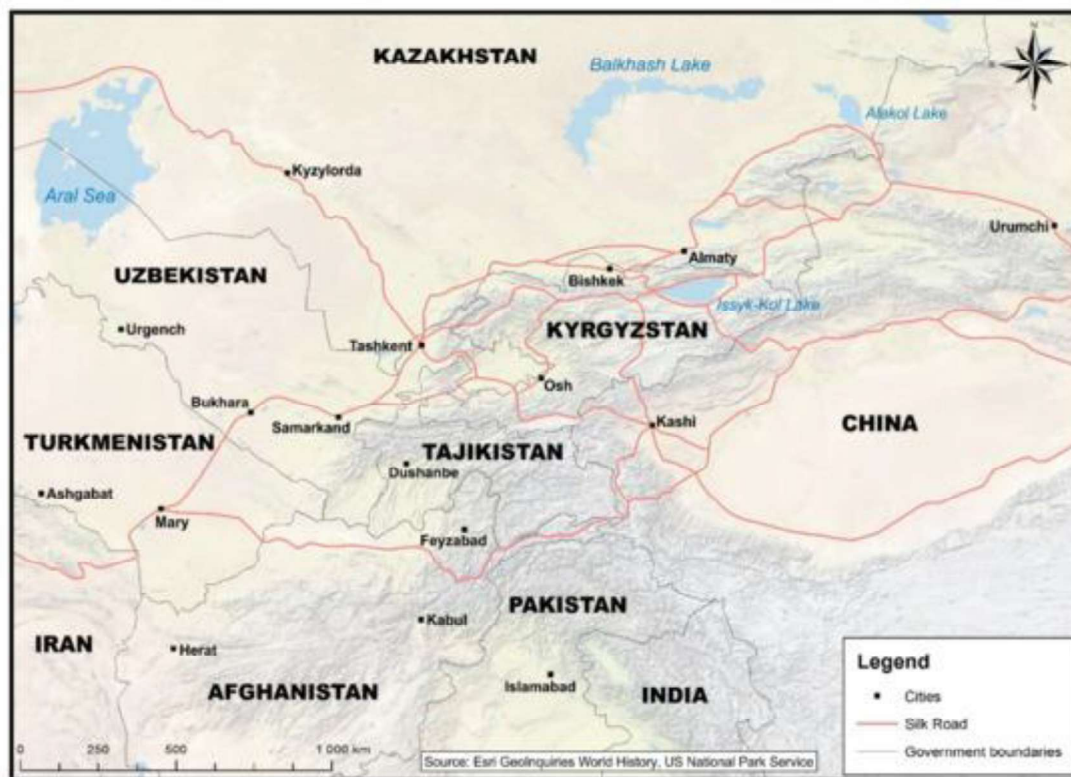 KAZAKHSTAN
Balkhash Lake
N
Alakol Lake
Kyzylorda
Aral Sea
Urumchi
Almaty
UZBEKISTAN
Bishkek
Issyk-Kol Lake
Urgench
KYRGYZSTAN
Tashkent
Osh
Bukhara
Samarkand
Kashi
CHINA
TURKMENISTAN
TAJIKISTAN
Dushanbe
Ashgabat
Mary
Feyzabad
PAKISTAN
Kabul
IRAN
Herat
Islamabad
AFGHANISTAN
INDIA
Legend
Cities
Silk Road
Government boundaries
0 250 500 1 000 km
Source: Esri GeoInquiries World History, US National Park Service